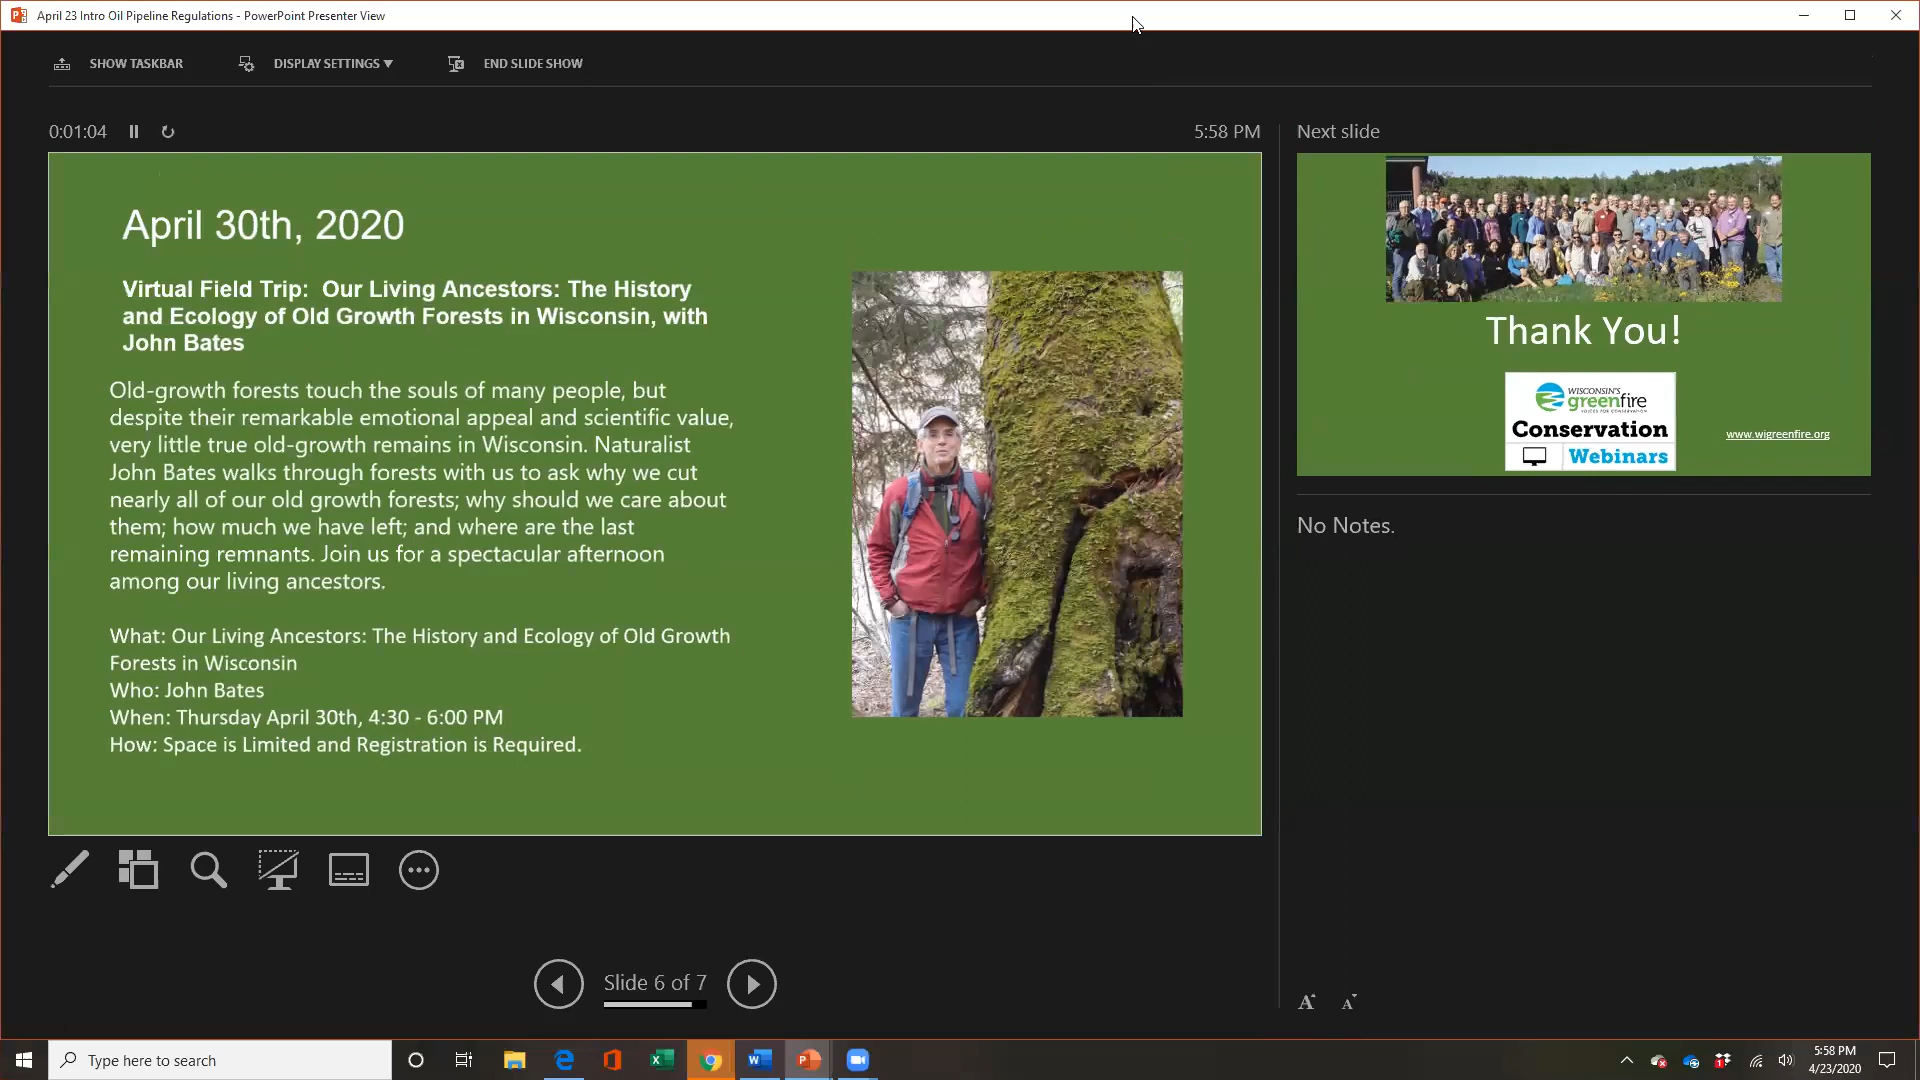 April 23 Intro Oil Pipeline Regulations - PowerPoint Presenter View
SHOW TASKBAR
DISPLAY SETTINGS ▼
END SLIDE SHOW
0:01:04
5:58 PM
April 30th, 2020
Virtual Field Trip:  Our Living Ancestors: The History
and Ecology of Old Growth Forests in Wisconsin, with
John Bates
Old-growth forests touch the souls of many people, but
despite their remarkable emotional appeal and scientific value,
very little true old-growth remains in Wisconsin. Naturalist
John Bates walks through forests with us to ask why we cut
nearly all of our old growth forests; why should we care about
them; how much we have left; and where are the last
remaining remnants. Join us for a spectacular afternoon
among our living ancestors.
What: Our Living Ancestors: The History and Ecology of Old Growth
Forests in Wisconsin
Who: John Bates
When: Thursday April 30th, 4:30 - 6:00 PM
How: Space is Limited and Registration is Required.
Slide 6 of 7
Next slide
Thank You!
WISCONSIN'S
greenfire
VOICES FOR CONSERVATION
Conservation
Webinars
www.wigreenfire.org
No Notes.
A A
Type here to search
5:58 PM
4/23/2020